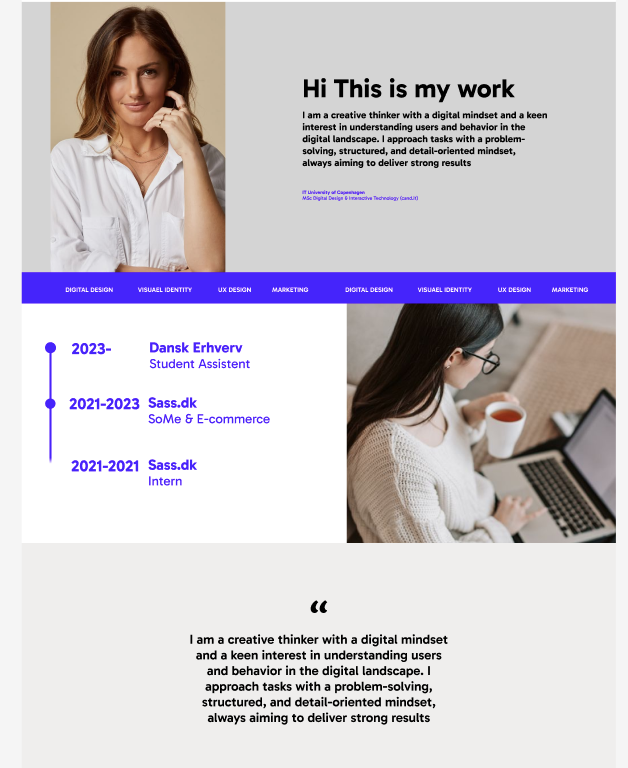 Hi This is my work
I am a creative thinker with a digital mindset and a keen
interest in understanding users and behavior in the
digital landscape. I approach tasks with a problem-
solving, structured, and detail-oriented mindset,
always aiming to deliver strong results
IT University of Copenhagen
MSc Digital Design & Interactive Technology (cand.it)
DIGITAL DESIGN VISUAEL IDENTITY UX DESIGN MARKETING DIGITAL DESIGN VISUAEL IDENTITY UX DESIGN MARKETING
2023- Dansk Erhverv
Student Assistent
2021-2023 Sass.dk
SoMe & E-commerce
2021-2021 Sass.dk
Intern
“
I am a creative thinker with a digital mindset
and a keen interest in understanding users
and behavior in the digital landscape. I
approach tasks with a problem-solving,
structured, and detail-oriented mindset,
always aiming to deliver strong results